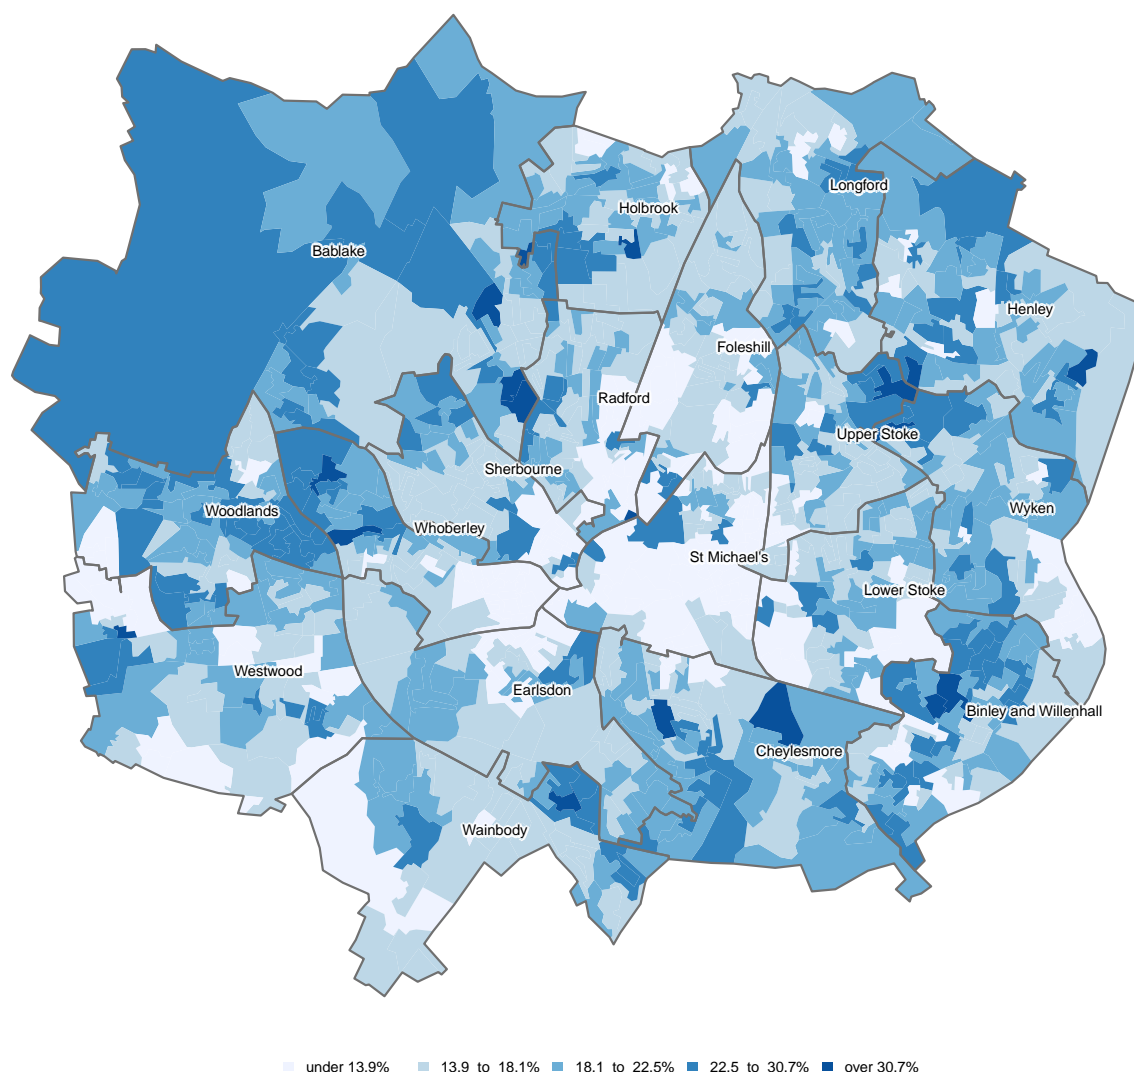 Longford
Holbrook
Bablake
Henley
Foleshill
Radford
Upper Stoke
Sherbourne
Woodlands
Wyken
Whoberley
St Michael's
Lower Stoke
Westwood
Earlsdon
Binley and Willenhall
Cheylesmore
Wainbody
under 13.9% 13.9 to 18.1% 18.1 to 22.5% 22.5 to 30.7% over 30.7%